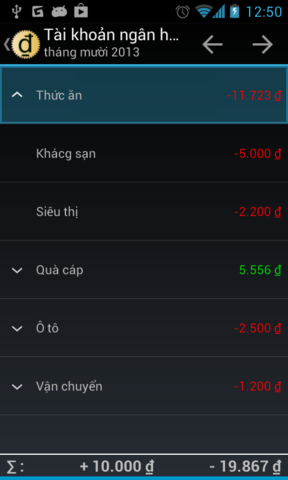 12:50
Tài khoản ngân h...
tháng mười 2013
Thức ăn -11.723 ₫
Khácg sạn -5.000 ₫
Siêu thị -2.200 ₫
Quà cáp 5.556 ₫
Ô tô -2.500 ₫
Vận chuyển -1.200 ₫
∑ : + 10.000 ₫ - 19.867 ₫